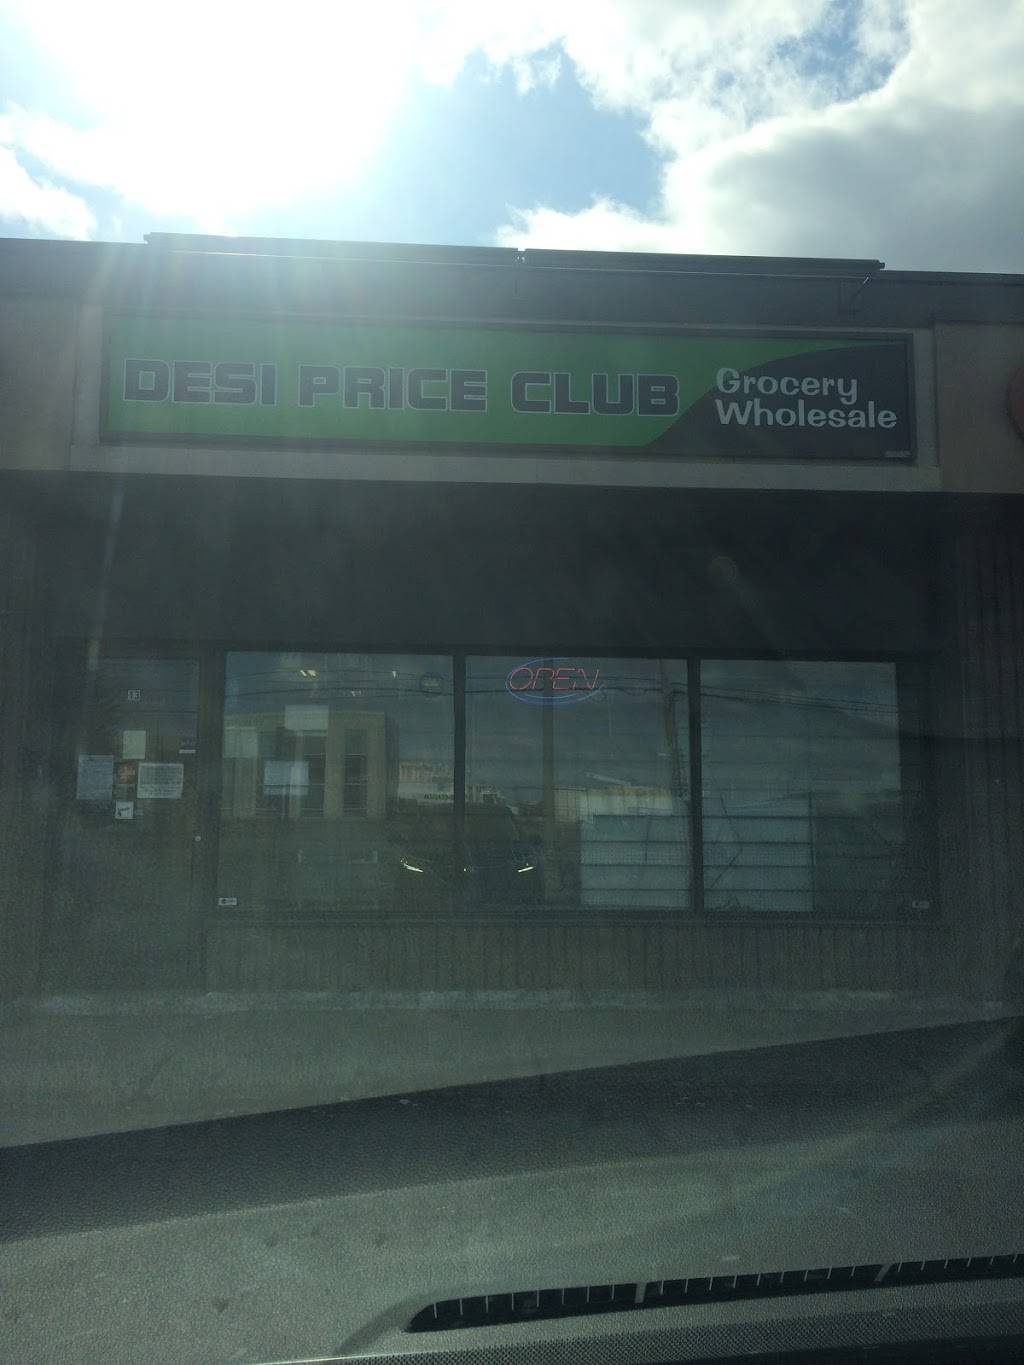 DESI PRICE CLUB
Grocery
Wholesale
OPEN
13